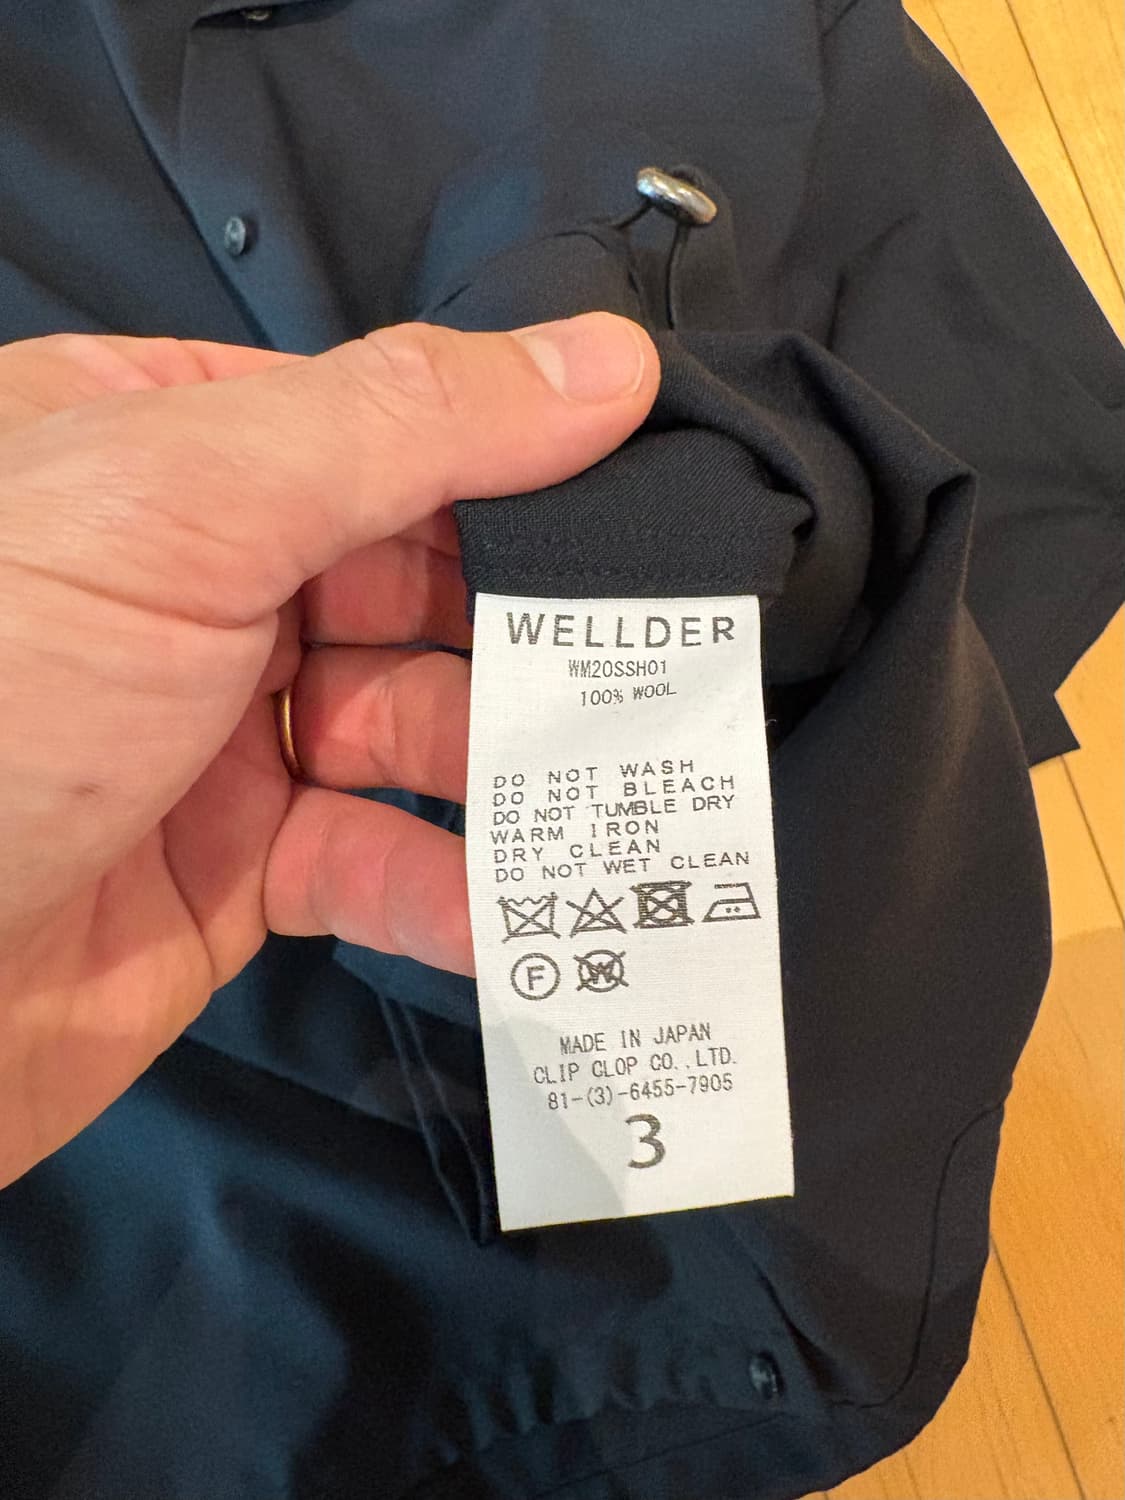 WELLDER
WM20SSH01
100% WOOL
DO NOT WASH
DO NOT BLEACH
DO NOT TUMBLE DRY
WARM IRON
DRY CLEAN
DO NOT WET CLEAN
F W
MADE IN JAPAN
CLIP CLOP CO.,LTD.
81-(3)-6455-7905
3